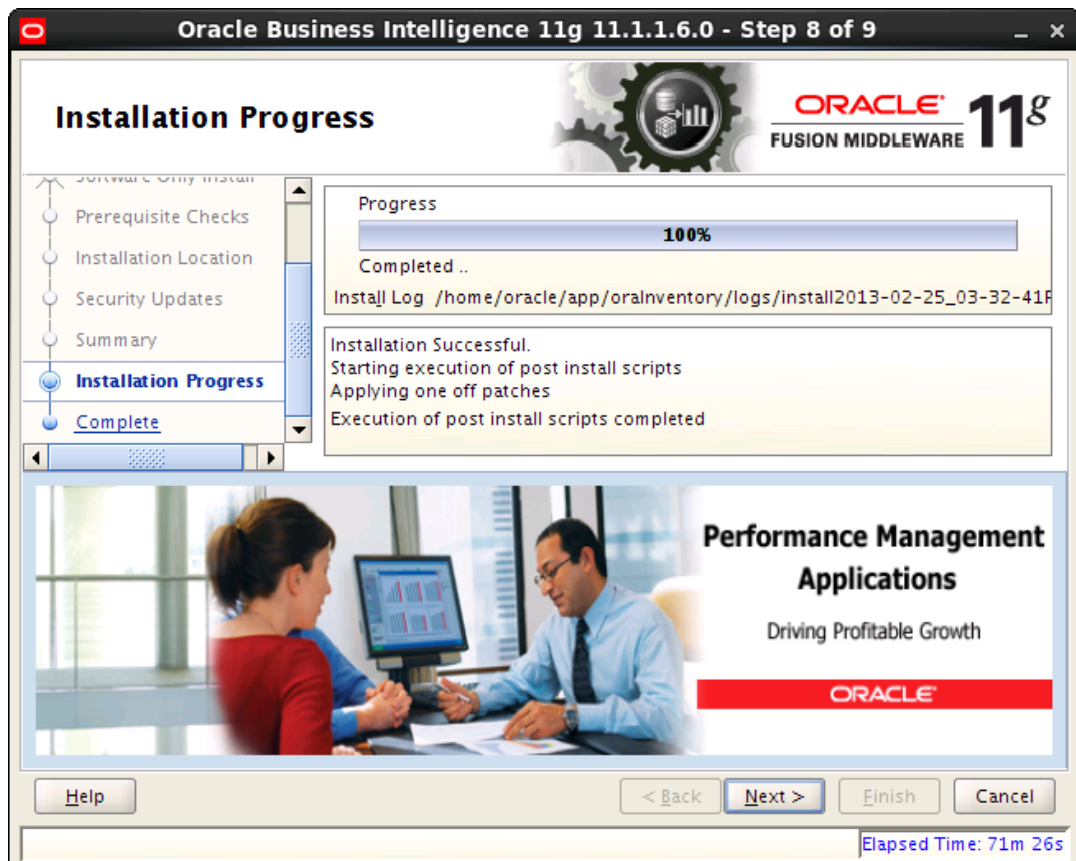 Oracle Business Intelligence 11g 11.1.1.6.0 - Step 8 of 9
Installation Progress
ORACLE
FUSION MIDDLEWARE
11g
Software Only Install
Prerequisite Checks
Installation Location
Security Updates
Summary
Installation Progress
Complete
Progress
100%
Completed ..
Install Log /home/oracle/app/oraInventory/logs/install2013-02-25_03-32-41P
Installation Successful.
Starting execution of post install scripts
Applying one off patches
Execution of post install scripts completed
Performance Management
Applications
Driving Profitable Growth
ORACLE
Help
< Back
Next >
Finish
Cancel
Elapsed Time: 71m 26s